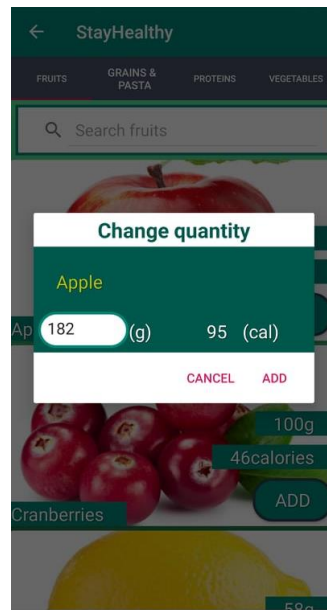 StayHealthy
FRUITS
GRAINS &
PASTA
PROTEINS
VEGETABLES
Search fruits
Change quantity
Apple
Ap
182 (g) 95 (cal)
CANCEL ADD
100g
46calories
ADD
Cranberries
58g